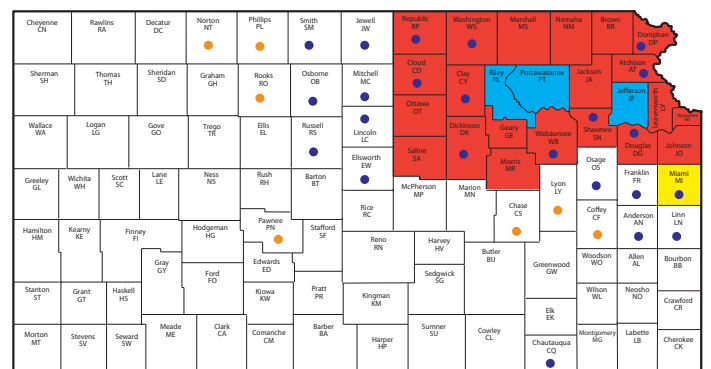 Cheyenne
CN
Rawlins
RA
Decatur
DC
Norton
NT
Phillips
PL
Smith
SM
Jewell
JW
Republic
RP
Washington
WS
Marshall
MS
Nemaha
NM
Brown
BR
Doniphan
DP
Sherman
SH
Thomas
TH
Sheridan
SD
Graham
GH
Rooks
RO
Osborne
OB
Mitchell
MC
Cloud
CD
Clay
CY
Riley
RL
Pottawatomie
PT
Jackson
JA
Atchison
AT
Jefferson
JF
Leavenworth
LV
Ottawa
OT
Wallace
WA
Logan
LG
Gove
GO
Trego
TR
Ellis
EL
Russell
RS
Lincoln
LC
Dickinson
DK
Geary
GE
Wabaunsee
WB
Shawnee
SN
Douglas
DG
Johnson
JO
Saline
SA
Ellsworth
EW
Morris
MR
Greeley
GL
Wichita
WH
Scott
SC
Lane
LE
Ness
NS
Rush
RH
Barton
BT
McPherson
MP
Marion
MN
Chase
CS
Lyon
LY
Osage
OS
Franklin
FR
Miami
MI
Rice
RC
Coffey
CF
Anderson
AN
Linn
LN
Hamilton
HM
Kearny
KE
Finney
FI
Hodgeman
HG
Pawnee
PN
Stafford
SF
Reno
RN
Harvey
HV
Butler
BU
Greenwood
GW
Woodson
WO
Allen
AL
Bourbon
BB
Gray
GY
Edwards
ED
Ford
FO
Sedgwick
SG
Stanton
ST
Grant
GT
Haskell
HS
Kiowa
KW
Pratt
PR
Kingman
KM
Wilson
WL
Neosho
NO
Crawford
CR
Elk
EK
Morton
MT
Stevens
SV
Seward
SW
Meade
ME
Clark
CA
Comanche
CM
Barber
BA
Harper
HP
Sumner
SU
Cowley
CL
Chautauqua
CQ
Montgomery
MG
Labette
LB
Cherokee
CK